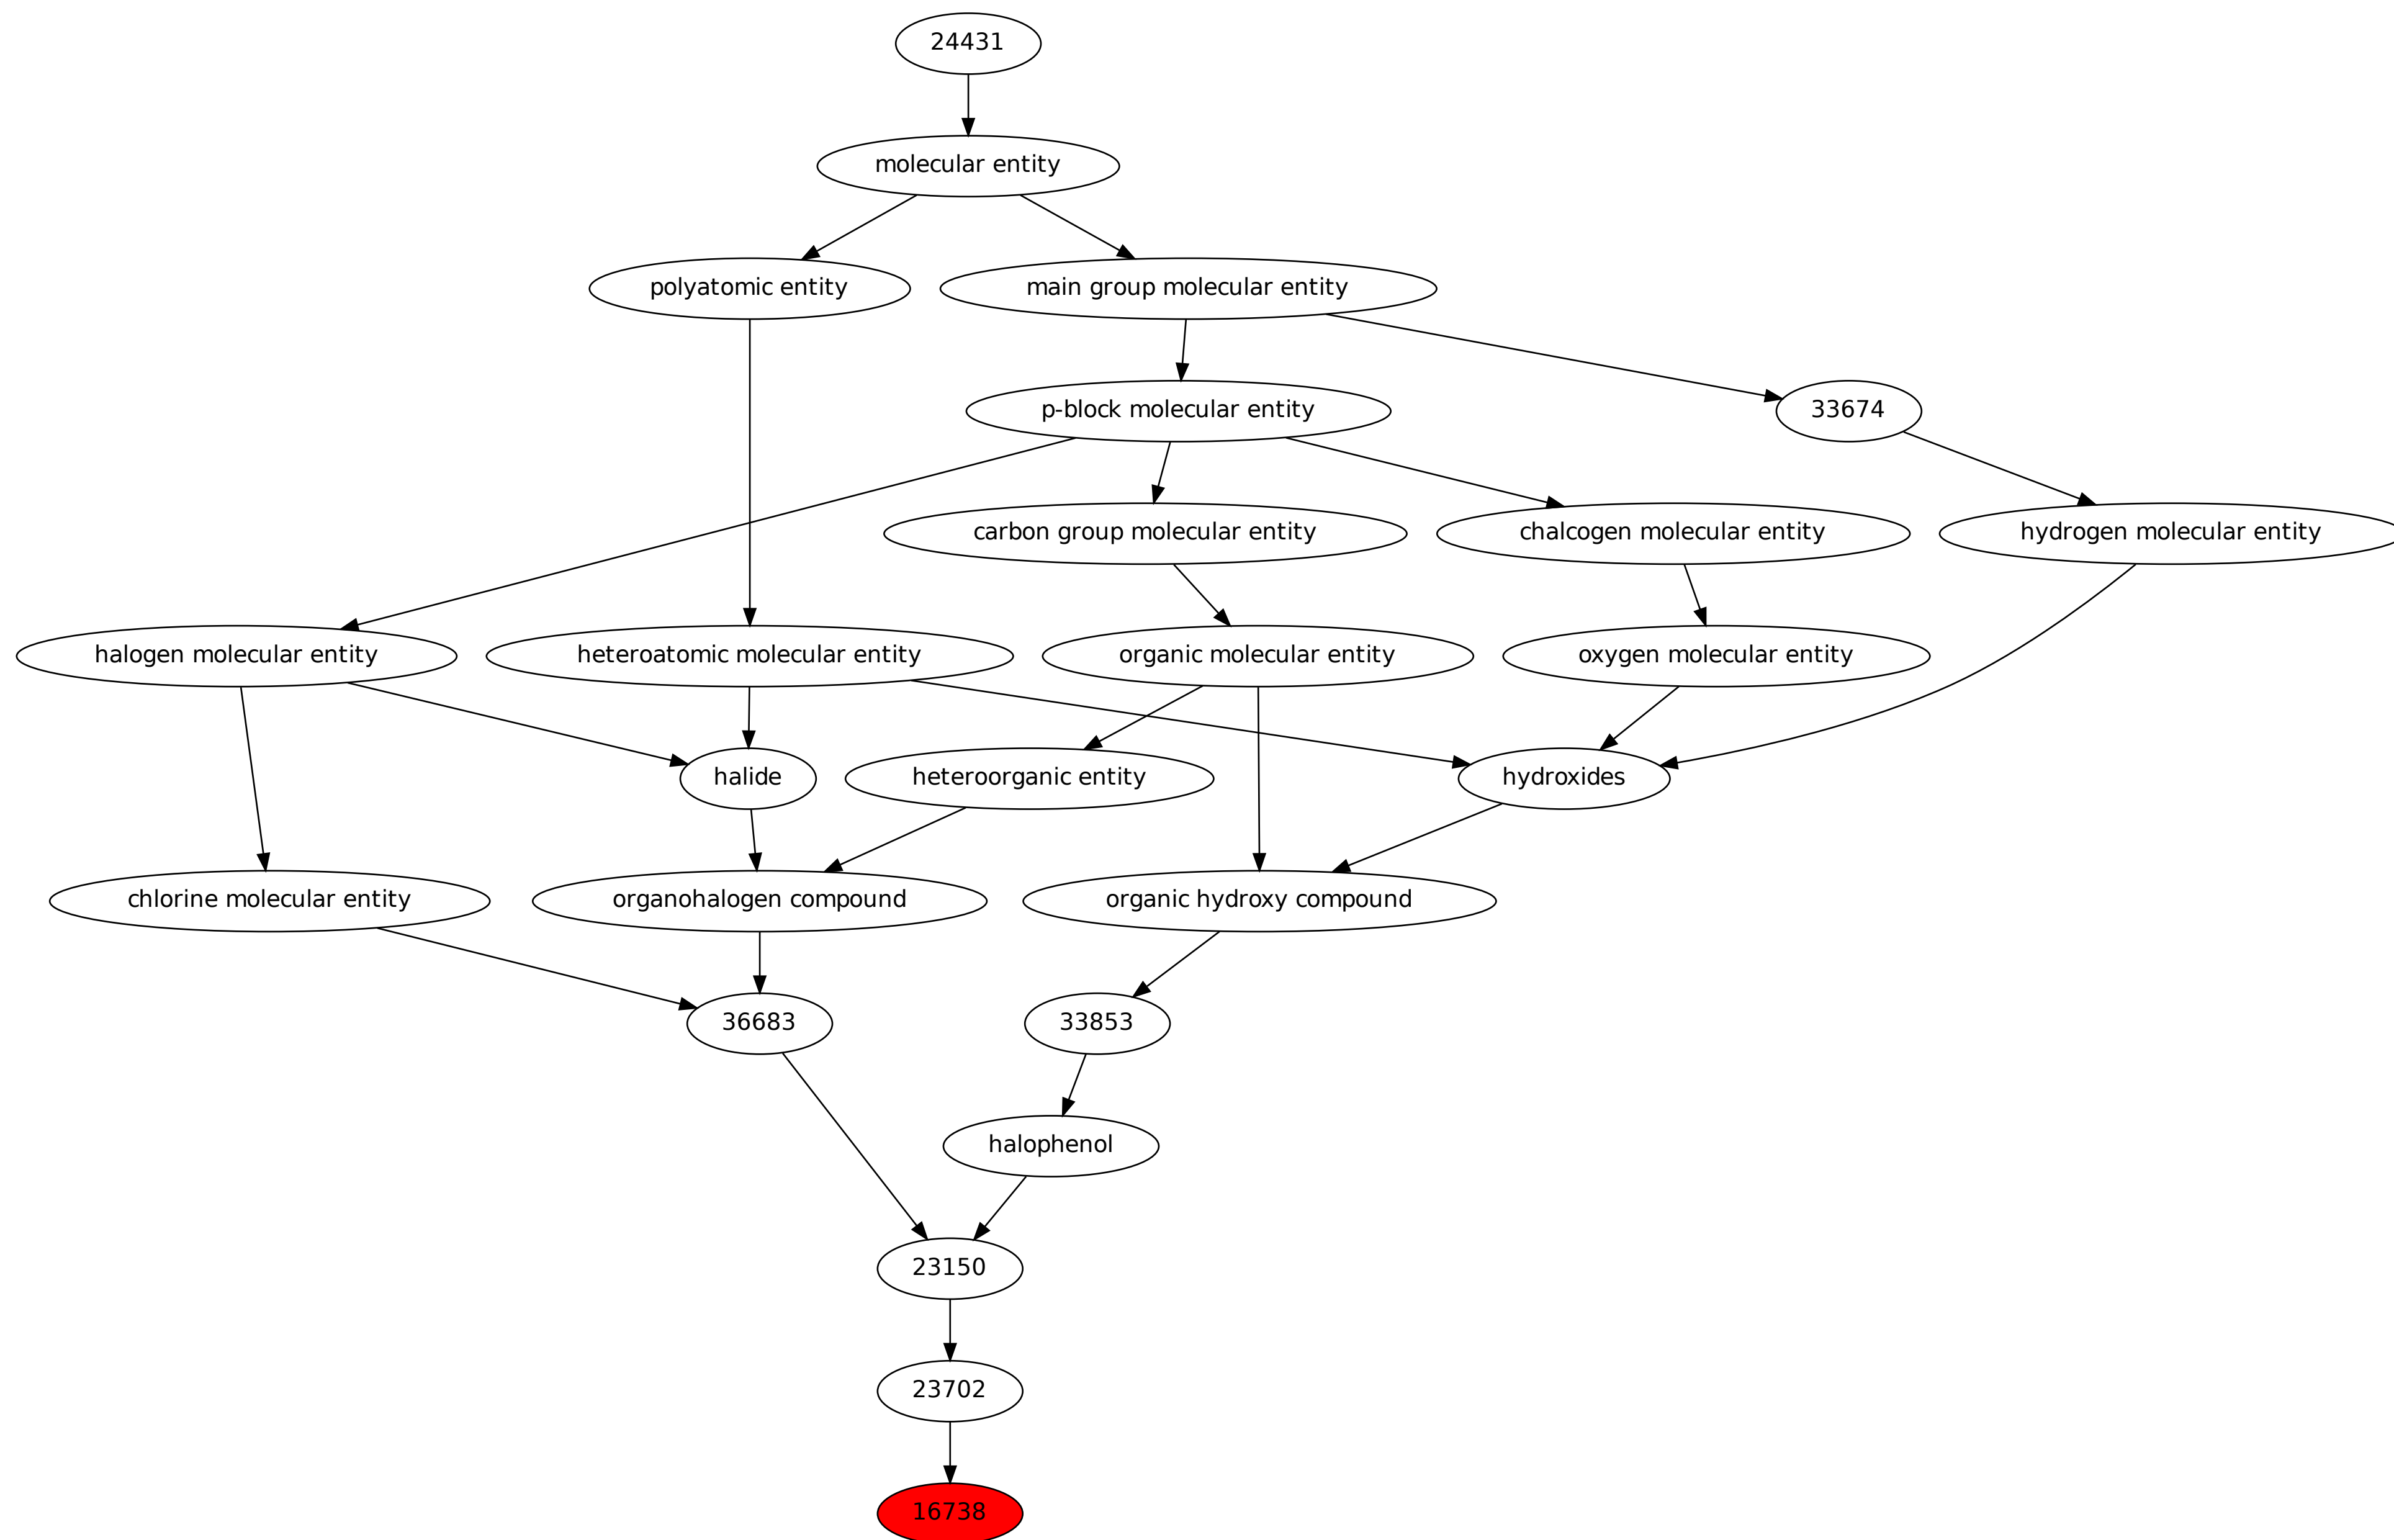 24431
molecular entity
polyatomic entity
main group molecular entity
p-block molecular entity
33674
carbon group molecular entity
chalcogen molecular entity
hydrogen molecular entity
halogen molecular entity
heteroatomic molecular entity
organic molecular entity
oxygen molecular entity
halide
heteroorganic entity
hydroxides
chlorine molecular entity
organohalogen compound
organic hydroxy compound
36683
33853
halophenol
23150
23702
16738